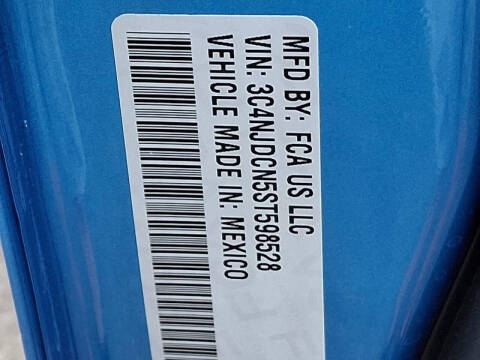 MFD BY: FCA US LLC
VIN: 3C4NJDCN5ST598528
VEHICLE MADE IN: MEXICO